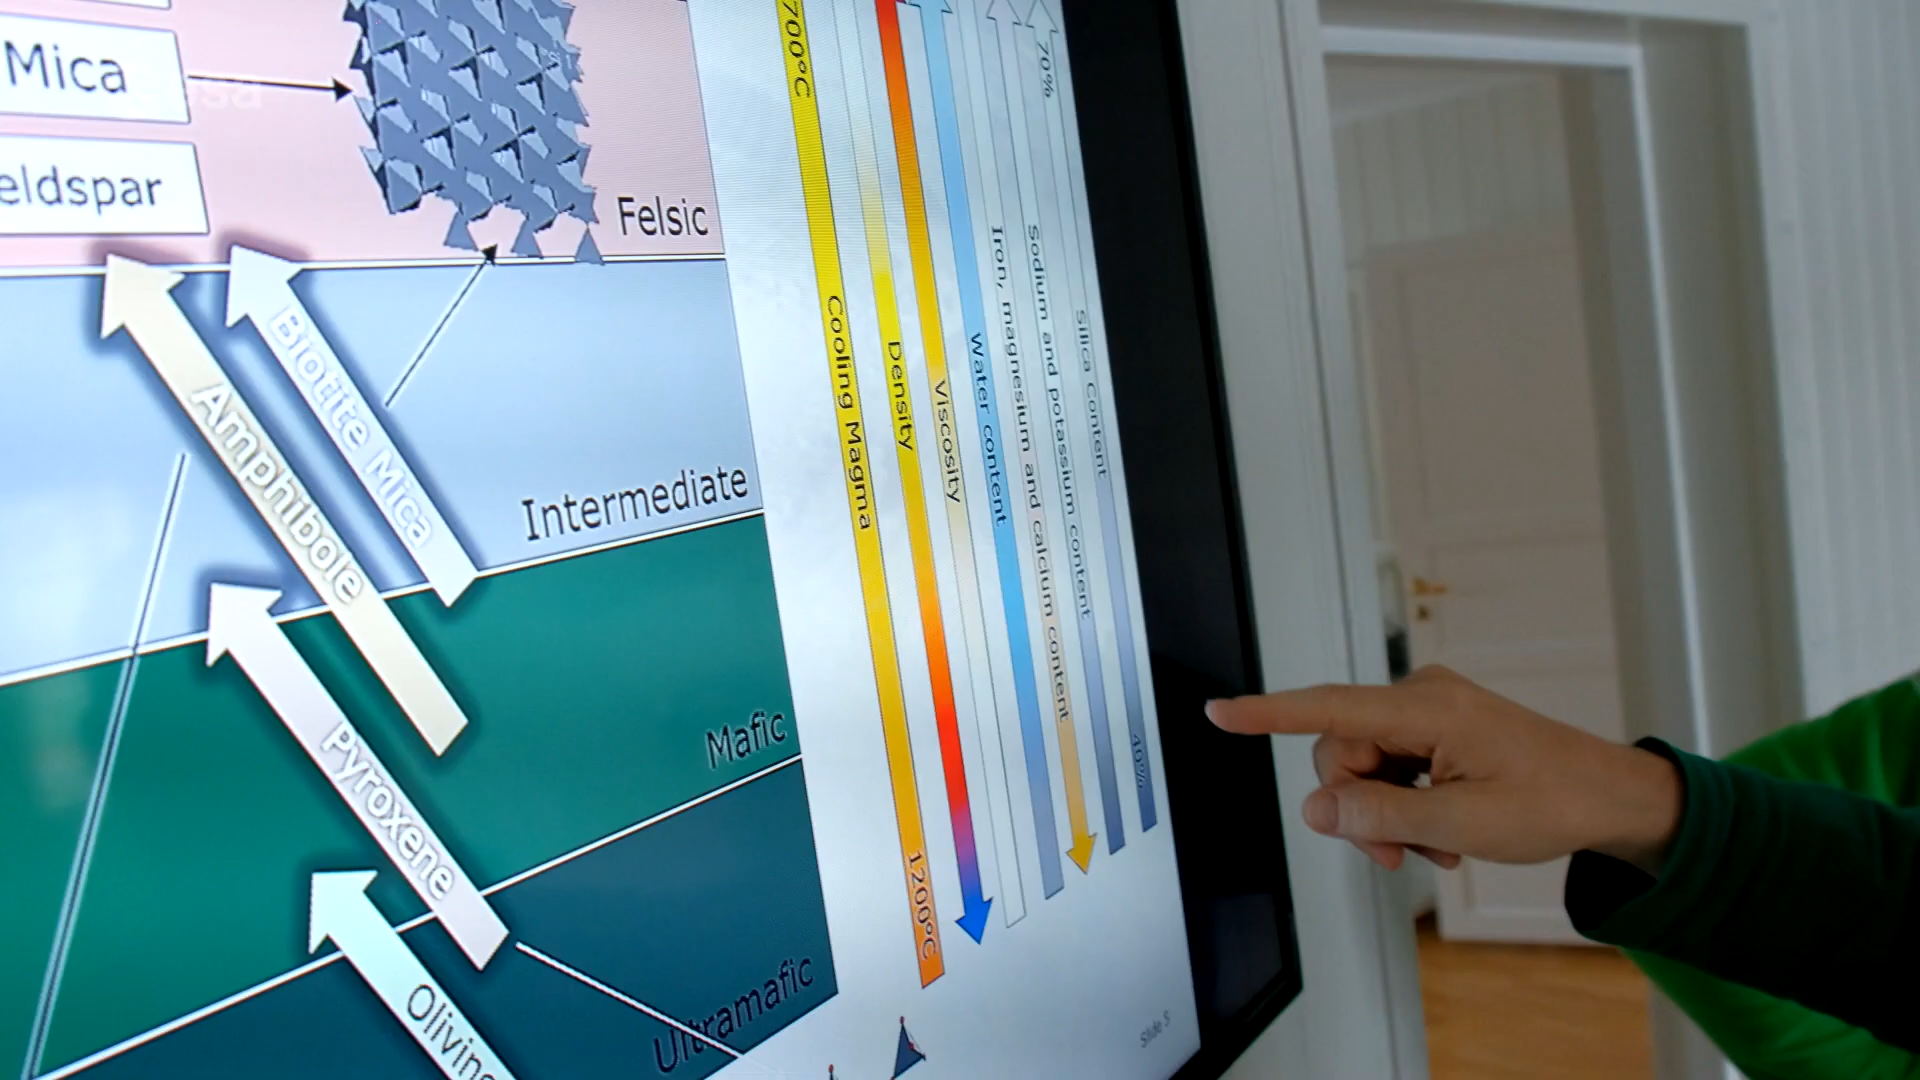 Mica
eldspar
Felsic
Biotite Mica
Amphibole
Intermediate
Pyroxene
Mafic
Olivine
Ultramafic
700°C
Cooling Magma
1200°C
Density
Viscosity
Water content
Iron, magnesium and calcium content
Sodium and potassium content
70%
Silica Content
40%
Slide 5